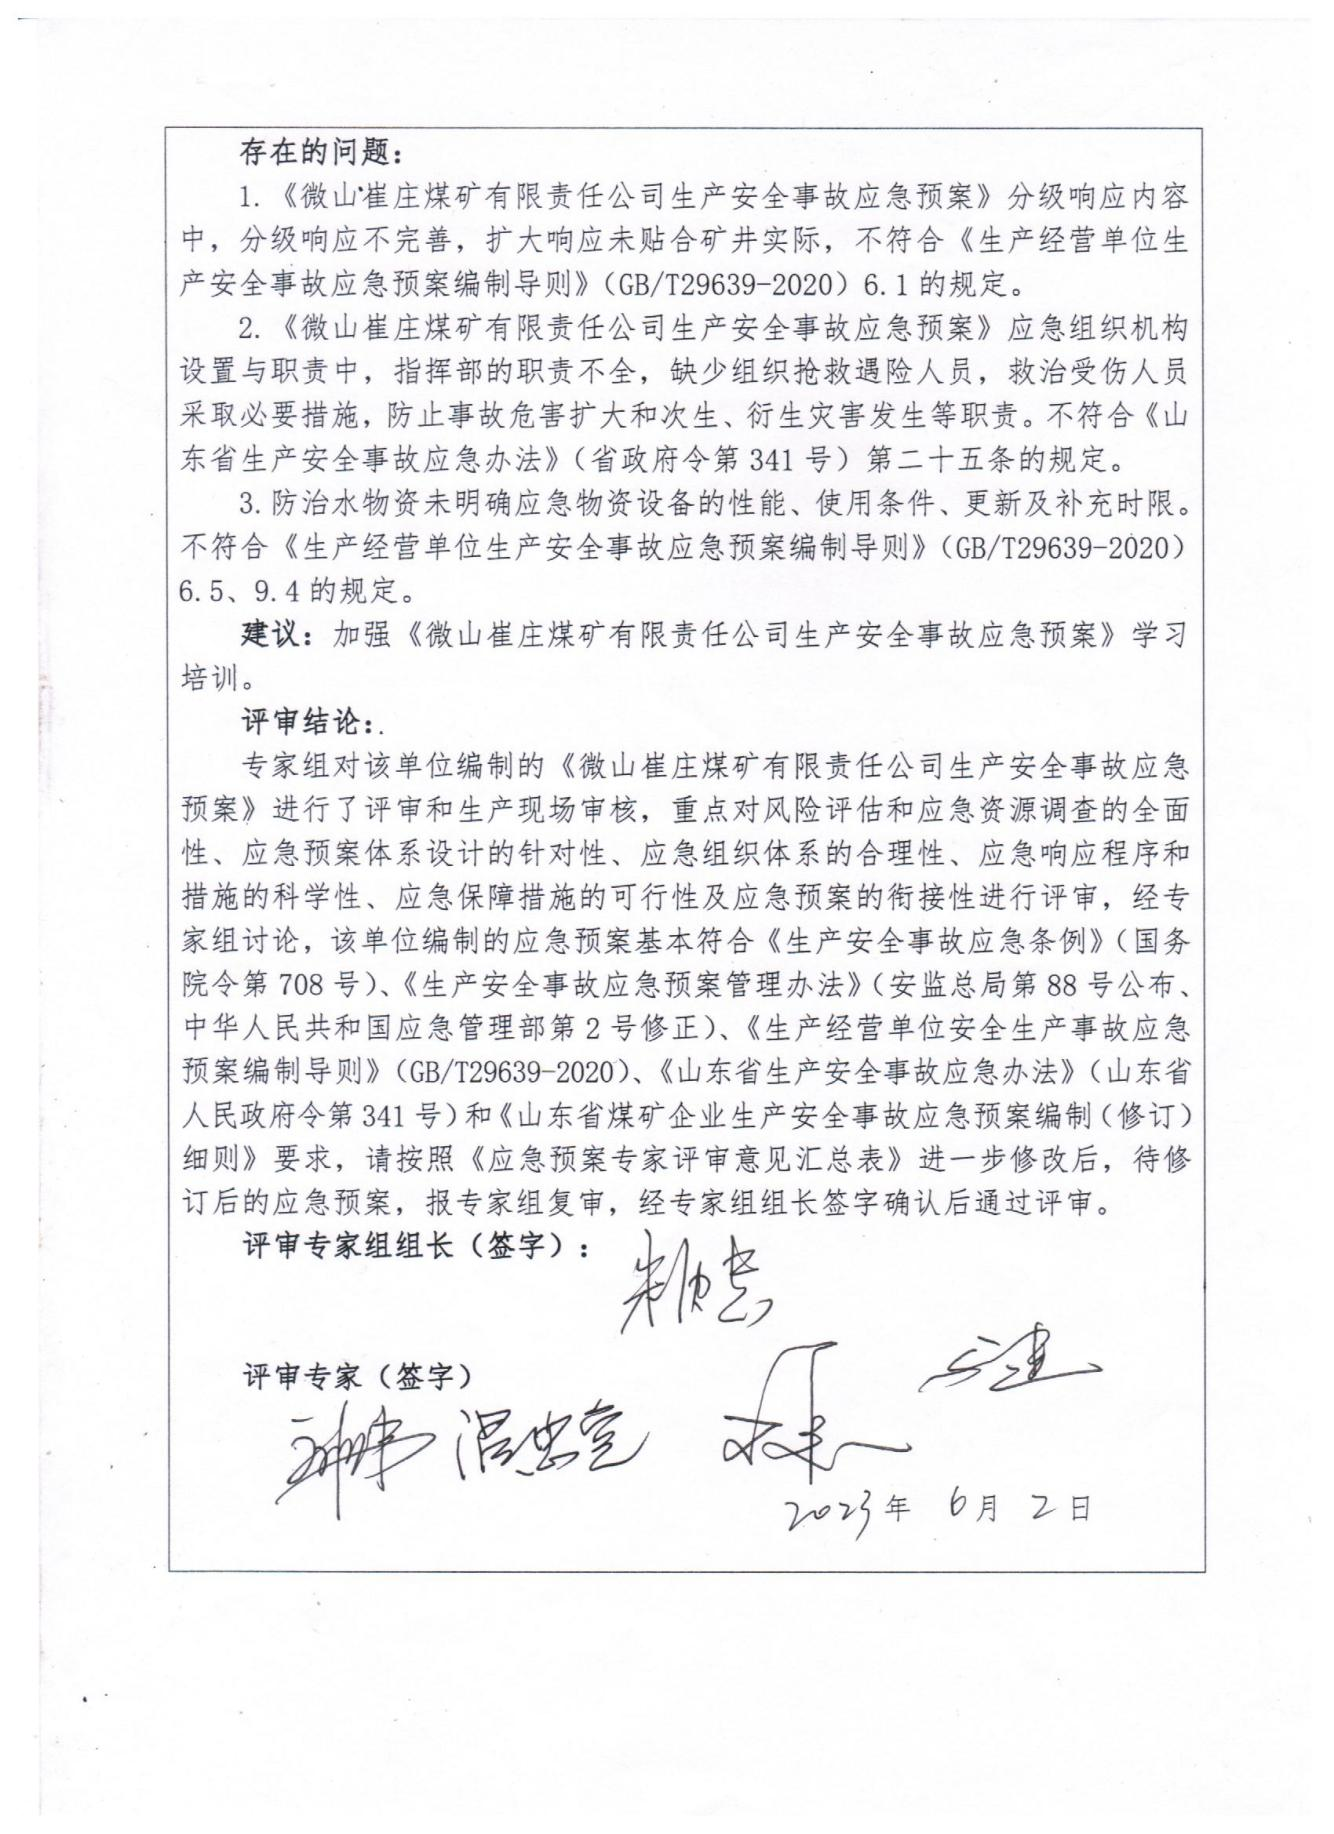 存在的问题：
1.《微山崔庄煤矿有限责任公司生产安全事故应急预案》分级响应内容
中，分级响应不完善，扩大响应未贴合矿井实际，不符合《生产经营单位生
产安全事故应急预案编制导则》（GB/T29639-2020）6.1的规定。
2.《微山崔庄煤矿有限责任公司生产安全事故应急预案》应急组织机构
设置与职责中，指挥部的职责不全，缺少组织抢救遇险人员，救治受伤人员
采取必要措施，防止事故危害扩大和次生、衍生灾害发生等职责。不符合《山
东省生产安全事故应急办法》（省政府令第341号）第二十五条的规定。
3.防治水物资未明确应急物资设备的性能、使用条件、更新及补充时限。
不符合《生产经营单位生产安全事故应急预案编制导则》（GB/T29639-2020）
6.5、9.4的规定。
建议：加强《微山崔庄煤矿有限责任公司生产安全事故应急预案》学习
培训。
评审结论：
专家组对该单位编制的《微山崔庄煤矿有限责任公司生产安全事故应急
预案》进行了评审和生产现场审核，重点对风险评估和应急资源调查的全面
性、应急预案体系设计的针对性、应急组织体系的合理性、应急响应程序和
措施的科学性、应急保障措施的可行性及应急预案的衔接性进行评审，经专
家组讨论，该单位编制的应急预案基本符合《生产安全事故应急条例》（国务
院令第708号）、《生产安全事故应急预案管理办法》（安监总局第88号公布、
中华人民共和国应急管理部第2号修正）、《生产经营单位安全生产事故应急
预案编制导则》（GB/T29639-2020）、《山东省生产安全事故应急办法》（山东省
人民政府令第341号）和《山东省煤矿企业生产安全事故应急预案编制（修订）
细则》要求，请按照《应急预案专家评审意见汇总表》进一步修改后，待修
订后的应急预案，报专家组复审，经专家组组长签字确认后通过评审。
评审专家组组长（签字）：
评审专家（签字）
温忠党
2023年 6月 2日